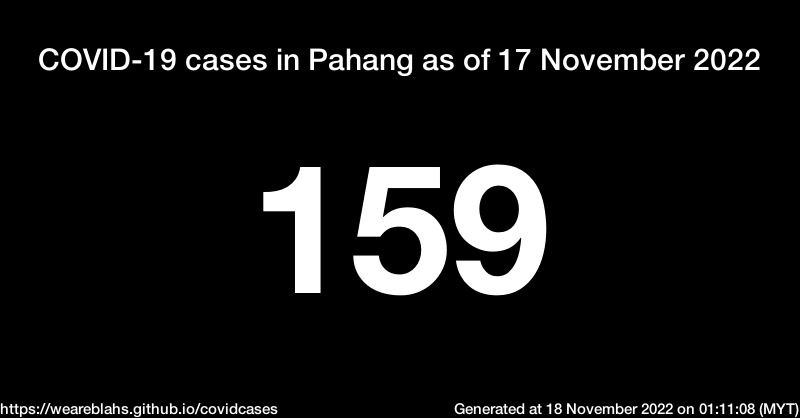 COVID-19 cases in Pahang as of 17 November 2022
159
https://weareblahs.github.io/covidcases
Generated at 18 November 2022 on 01:11:08 (MYT)